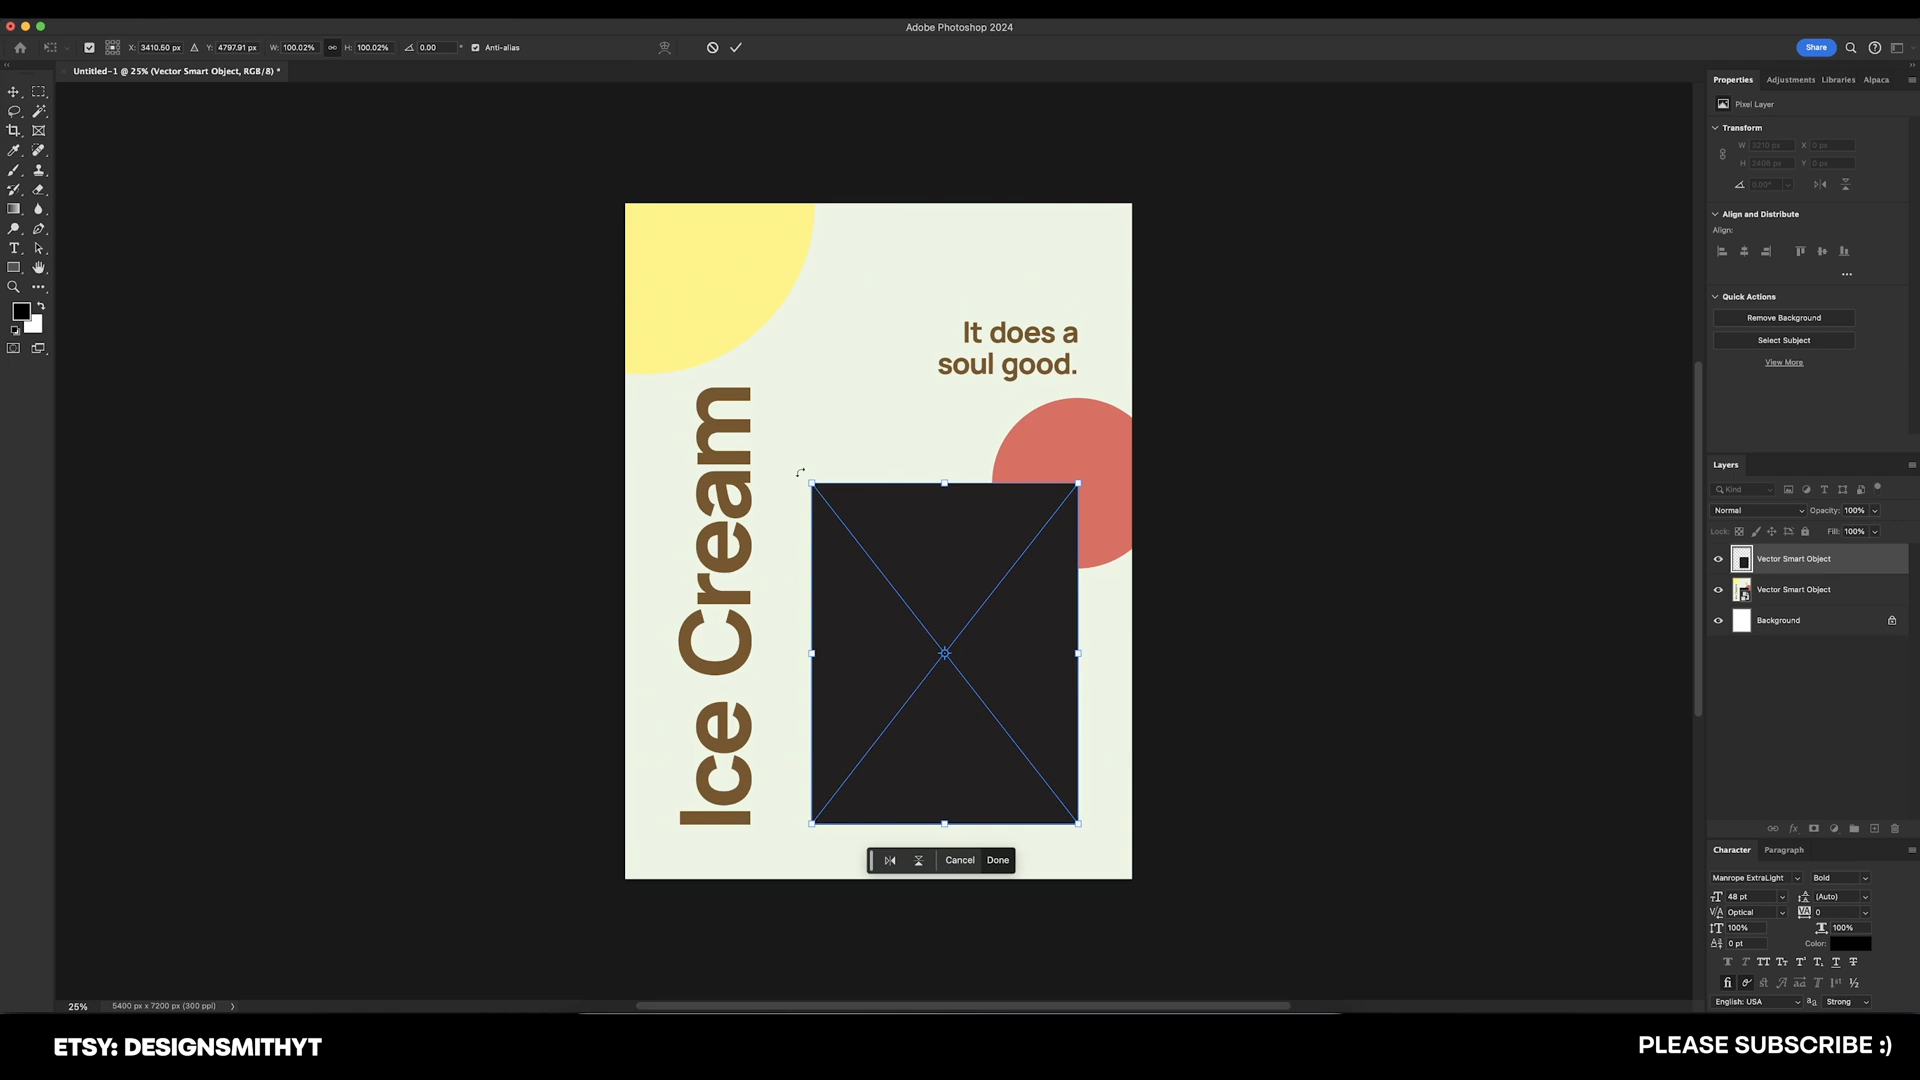 Adobe Photoshop 2024
X: 3410.50 px Y: 4797.91 px W: 100.02% H: 100.02% 0.00 ° Anti-alias
Share
Untitled-1 @ 25% (Vector Smart Object, RGB/8) *
Properties Adjustments Libraries Alpaca
Pixel Layer
Transform
W 3210 px X 0 px
H 2408 px Y 0 px
0.00°
Align and Distribute
Align:
Quick Actions
Remove Background
Select Subject
View More
It does a
soul good.
Ice Cream
Cancel Done
Layers
Kind
Normal Opacity: 100%
Lock: Fill: 100%
Vector Smart Object
Vector Smart Object
Background
Character Paragraph
Manrope ExtraLight Bold
48 pt (Auto)
Optical 0
100% 100%
0 pt Color:
English: USA Strong
25% 5400 px x 7200 px (300 ppi)
ETSY: DESIGNSMITHYT
PLEASE SUBSCRIBE :)